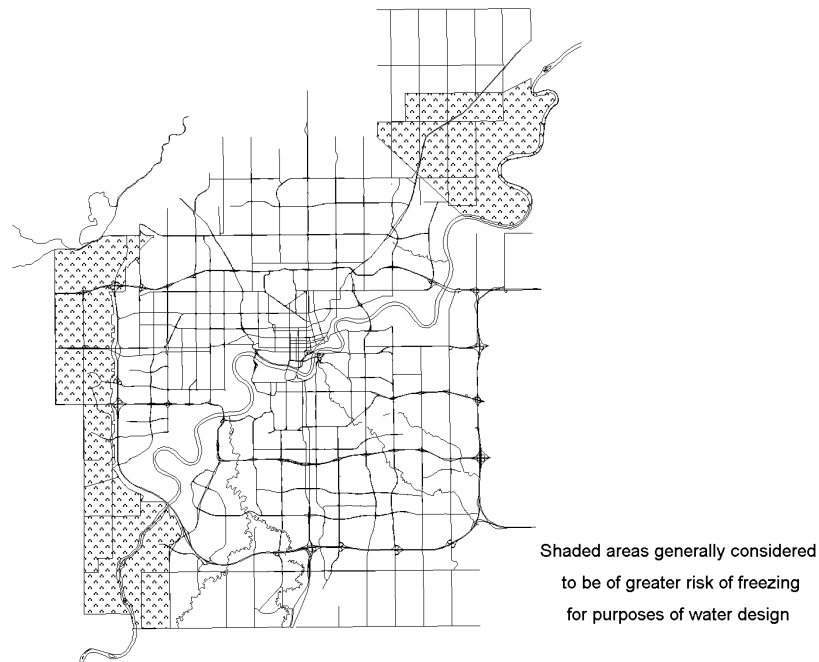 Shaded areas generally considered
to be of greater risk of freezing
for purposes of water design